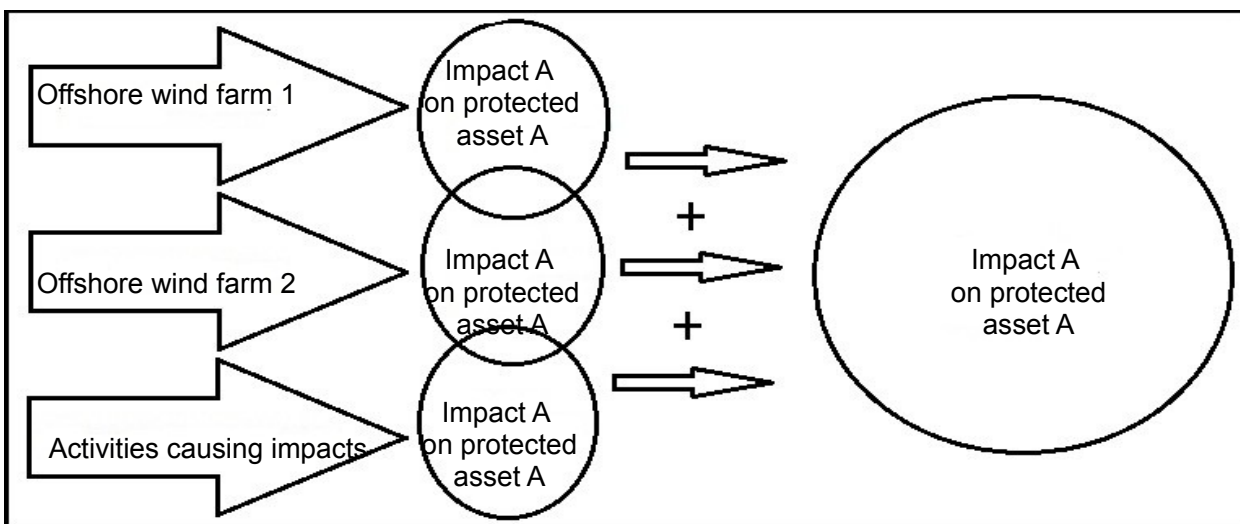 Offshore wind farm 1
Impact A
on protected
asset A
+
Offshore wind farm 2
Impact A
on protected
asset A
Impact A
on protected
asset A
+
Activities causing impacts
Impact A
on protected
asset A